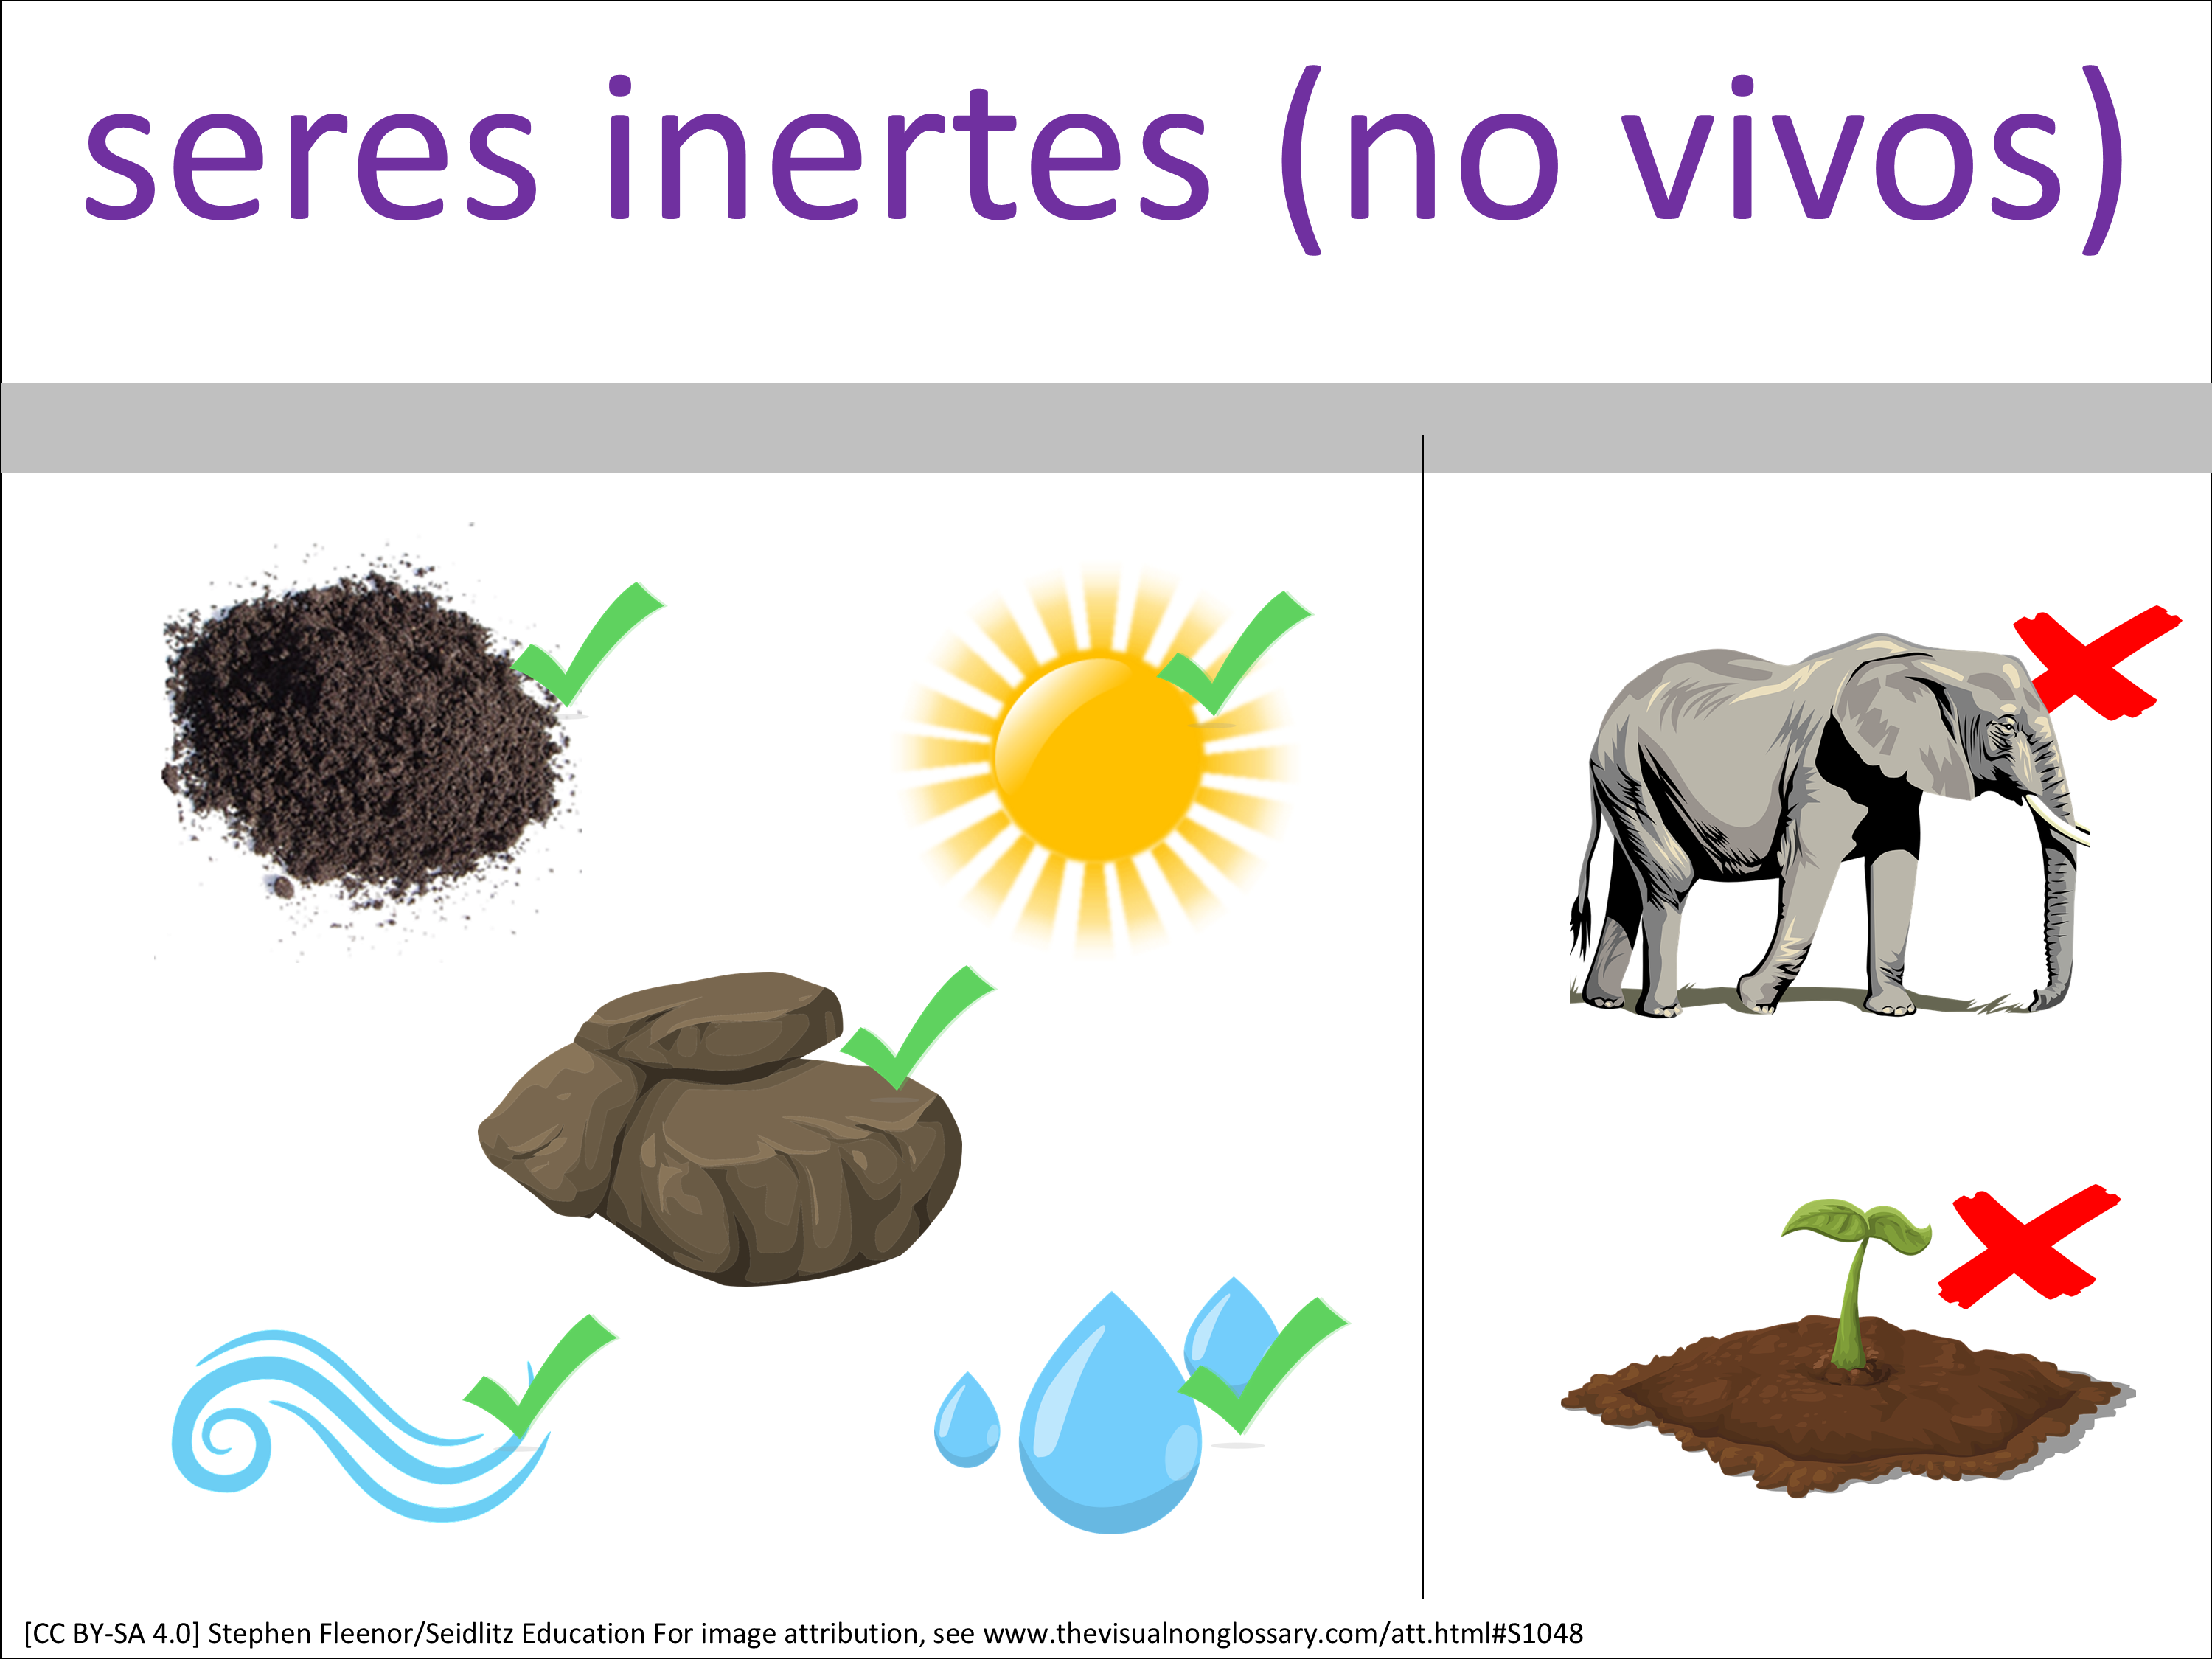 seres inertes (no vivos)
[CC BY-SA 4.0] Stephen Fleenor/Seidlitz Education For image attribution, see www.thevisualnonglossary.com/att.html#S1048